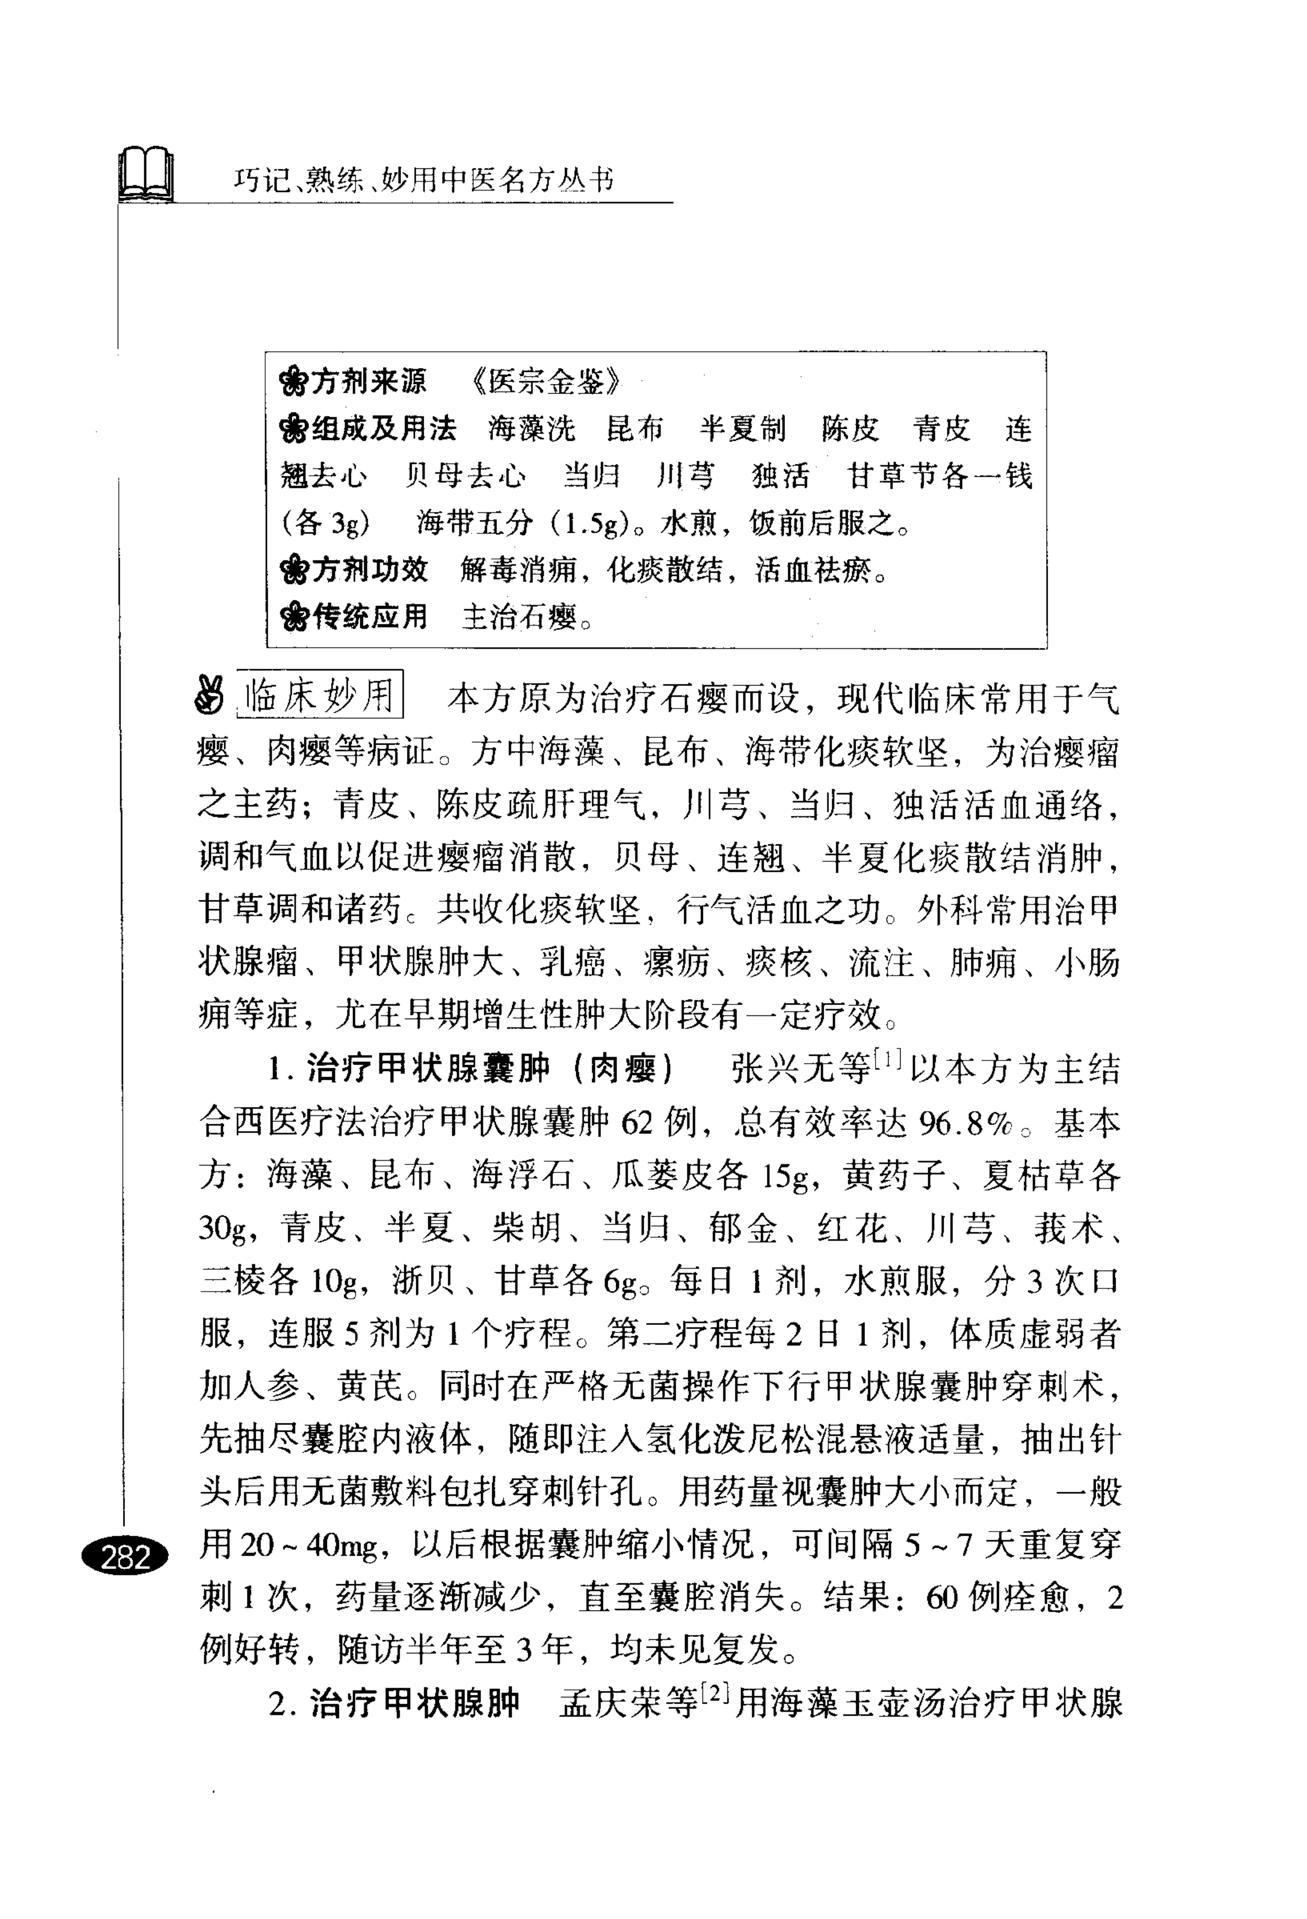 巧记、熟练、妙用中医名方丛书
方剂来源 《医宗金鉴》
组成及用法 海藻洗 昆布 半夏制 陈皮 青皮 连
翘去心 贝母去心 当归 川芎 独活 甘草节各一钱
(各3g) 海带五分(1.5g)。水煎，饭前后服之。
方剂功效 解毒消痈，化痰散结，活血祛瘀。
传统应用 主治石瘿。
临床妙用 本方原为治疗石瘿而设，现代临床常用于气
瘿、肉瘿等病证。方中海藻、昆布、海带化痰软坚，为治瘿瘤
之主药；青皮、陈皮疏肝理气，川芎、当归、独活活血通络，
调和气血以促进瘿瘤消散，贝母、连翘、半夏化痰散结消肿，
甘草调和诸药。共收化痰软坚，行气活血之功。外科常用治甲
状腺瘤、甲状腺肿大、乳癌、瘰疬、痰核、流注、肺痈、小肠
痈等症，尤在早期增生性肿大阶段有一定疗效。
1. 治疗甲状腺囊肿（肉瘿） 张兴无等[1]以本方为主结
合西医疗法治疗甲状腺囊肿62例，总有效率达96.8%。基本
方：海藻、昆布、海浮石、瓜蒌皮各15g，黄药子、夏枯草各
30g，青皮、半夏、柴胡、当归、郁金、红花、川芎、莪术、
三棱各10g，浙贝、甘草各6g。每日1剂，水煎服，分3次口
服，连服5剂为1个疗程。第二疗程每2日1剂，体质虚弱者
加人参、黄芪。同时在严格无菌操作下行甲状腺囊肿穿刺术，
先抽尽囊腔内液体，随即注入氢化泼尼松混悬液适量，抽出针
头后用无菌敷料包扎穿刺针孔。用药量视囊肿大小而定，一般
用20～40mg，以后根据囊肿缩小情况，可间隔5～7天重复穿
刺1次，药量逐渐减少，直至囊腔消失。结果：60例痊愈，2
例好转，随访半年至3年，均未见复发。
2. 治疗甲状腺肿 孟庆荣等[2]用海藻玉壶汤治疗甲状腺
282